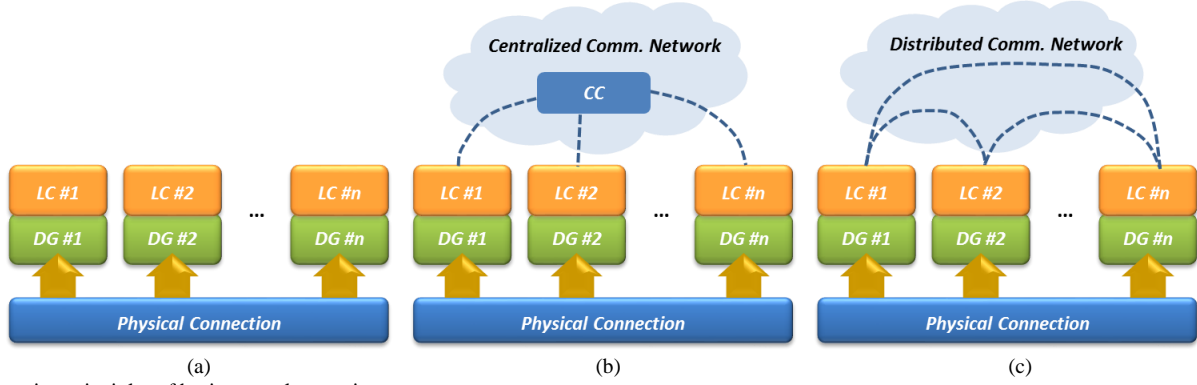 Centralized Comm. Network
Distributed Comm. Network
CC
LC #1 LC #2 LC #n LC #1 LC #2 LC #n LC #1 LC #2 LC #n
... ... ...
DG #1 DG #2 DG #n DG #1 DG #2 DG #n DG #1 DG #2 DG #n
Physical Connection Physical Connection Physical Connection
(a) (b) (c)